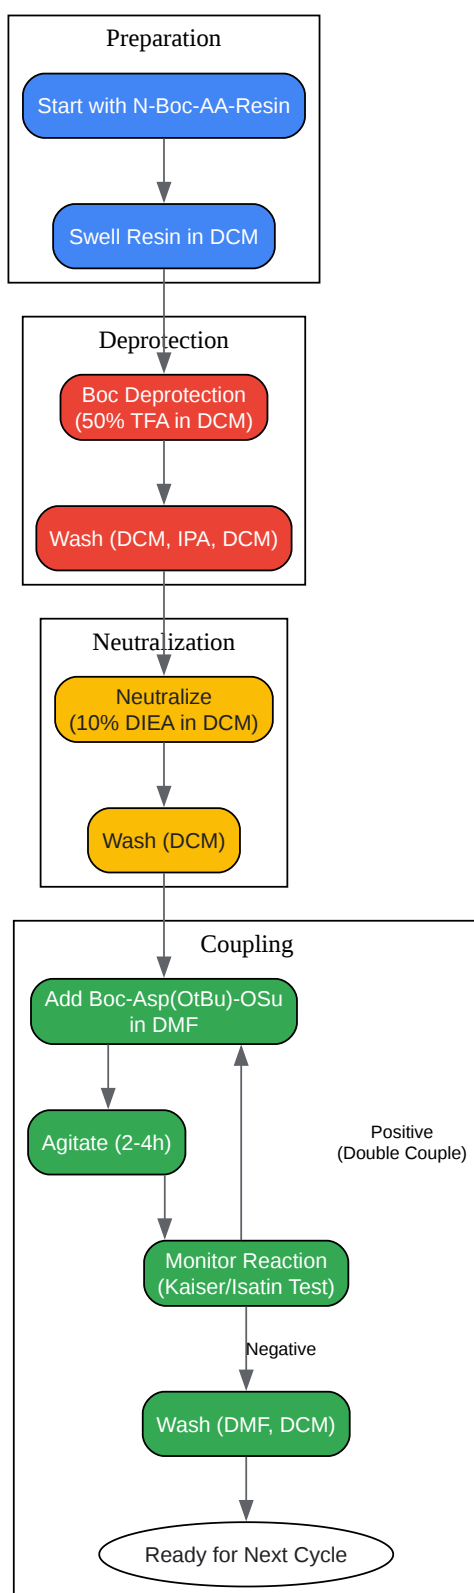 Preparation
Start with N-Boc-AA-Resin
Swell Resin in DCM
Deprotection
Boc Deprotection
(50% TFA in DCM)
Wash (DCM, IPA, DCM)
Neutralization
Neutralize
(10% DIEA in DCM)
Wash (DCM)
Coupling
Add Boc-Asp(OtBu)-OSu
in DMF
Agitate (2-4h)
Positive
(Double Couple)
Monitor Reaction
(Kaiser/Isatin Test)
Negative
Wash (DMF, DCM)
Ready for Next Cycle